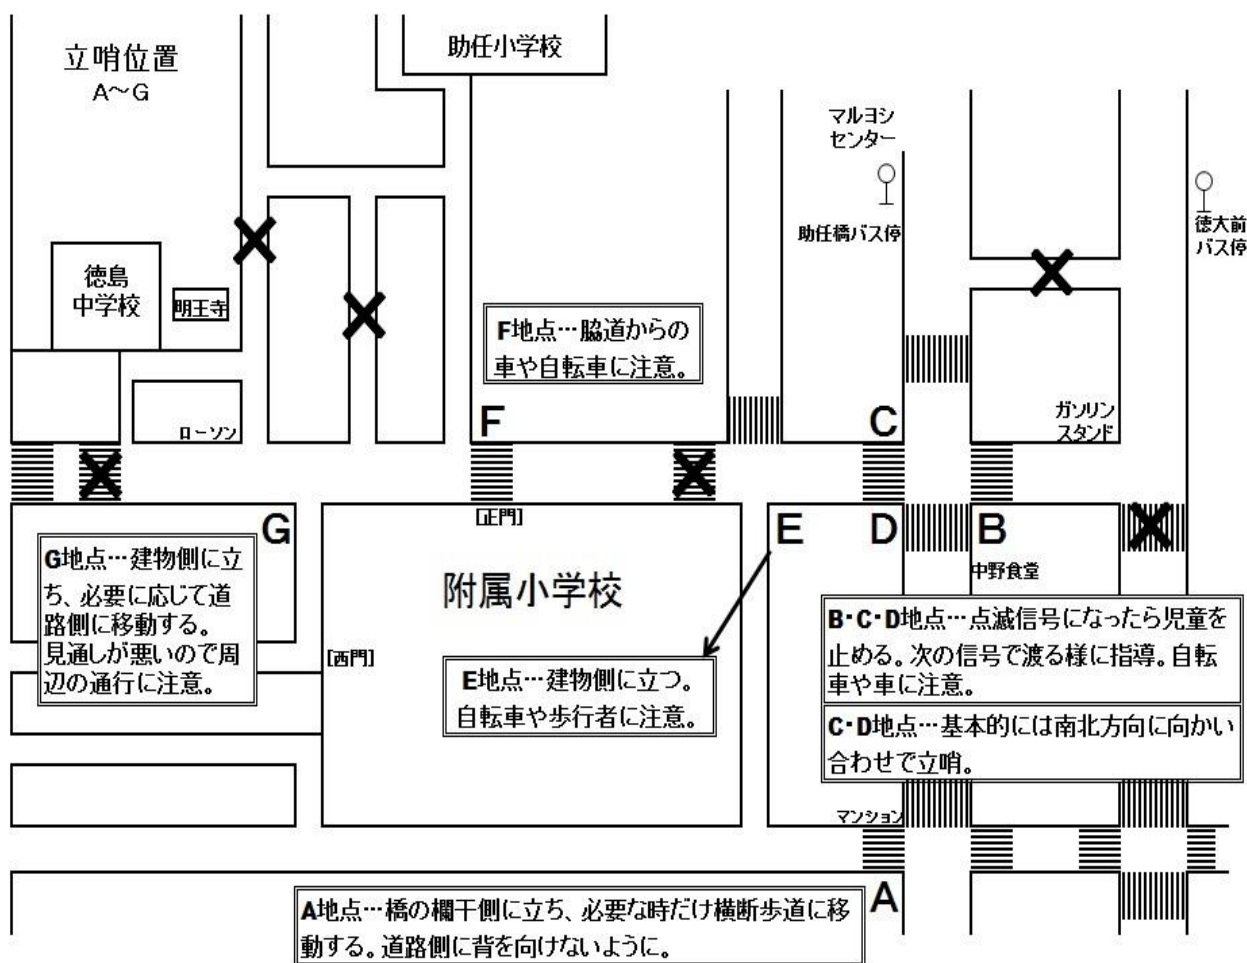 立哨位置
A～G
助任小学校
マルヨシ
センター
助任橋バス停
徳大前
バス停
徳島
中学校
明王寺
F地点…脇道からの
車や自転車に注意。
ローソン
F
C
ガソリン
スタンド
[正門]
G
E
D
B
中野食堂
G地点…建物側に立
ち、必要に応じて道
路側に移動する。
見通しが悪いので周
辺の通行に注意。
附属小学校
[西門]
E地点…建物側に立つ。
自転車や歩行者に注意。
B・C・D地点…点滅信号になったら児童を
止める。次の信号で渡る様に指導。自転
車や車に注意。
C・D地点…基本的には南北方向に向かい
合わせで立哨。
マンション
A
A地点…橋の欄干側に立ち、必要な時だけ横断歩道に移
動する。道路側に背を向けないように。